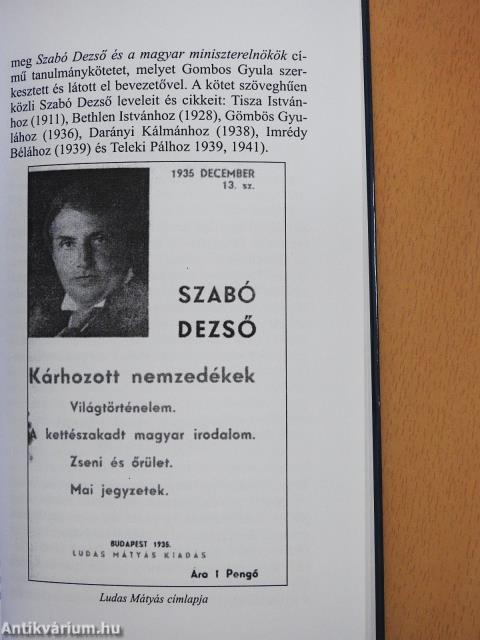 meg Szabó Dezső és a magyar miniszterelnökök cí-
mű tanulmánykötetet, melyet Gombos Gyula szer-
kesztett és látott el bevezetővel. A kötet szöveghűen
közli Szabó Dezső leveleit és cikkeit: Tisza István-
hoz (1911), Bethlen Istvánhoz (1928), Gömbös Gyu-
lához (1936), Darányi Kálmánhoz (1938), Imrédy
Bélához (1939) és Teleki Pálhoz 1939, 1941).
1935 DECEMBER
13. sz.
SZABÓ
DEZSŐ
Kárhozott nemzedékek
Világtörténelem.
A kettészakadt magyar irodalom.
Zseni és őrület.
Mai jegyzetek.
BUDAPEST 1935.
LUDAS MÁTYÁS KIADÁS
Ára 1 Pengő
Ludas Mátyás címlapja
Antikvárium.hu